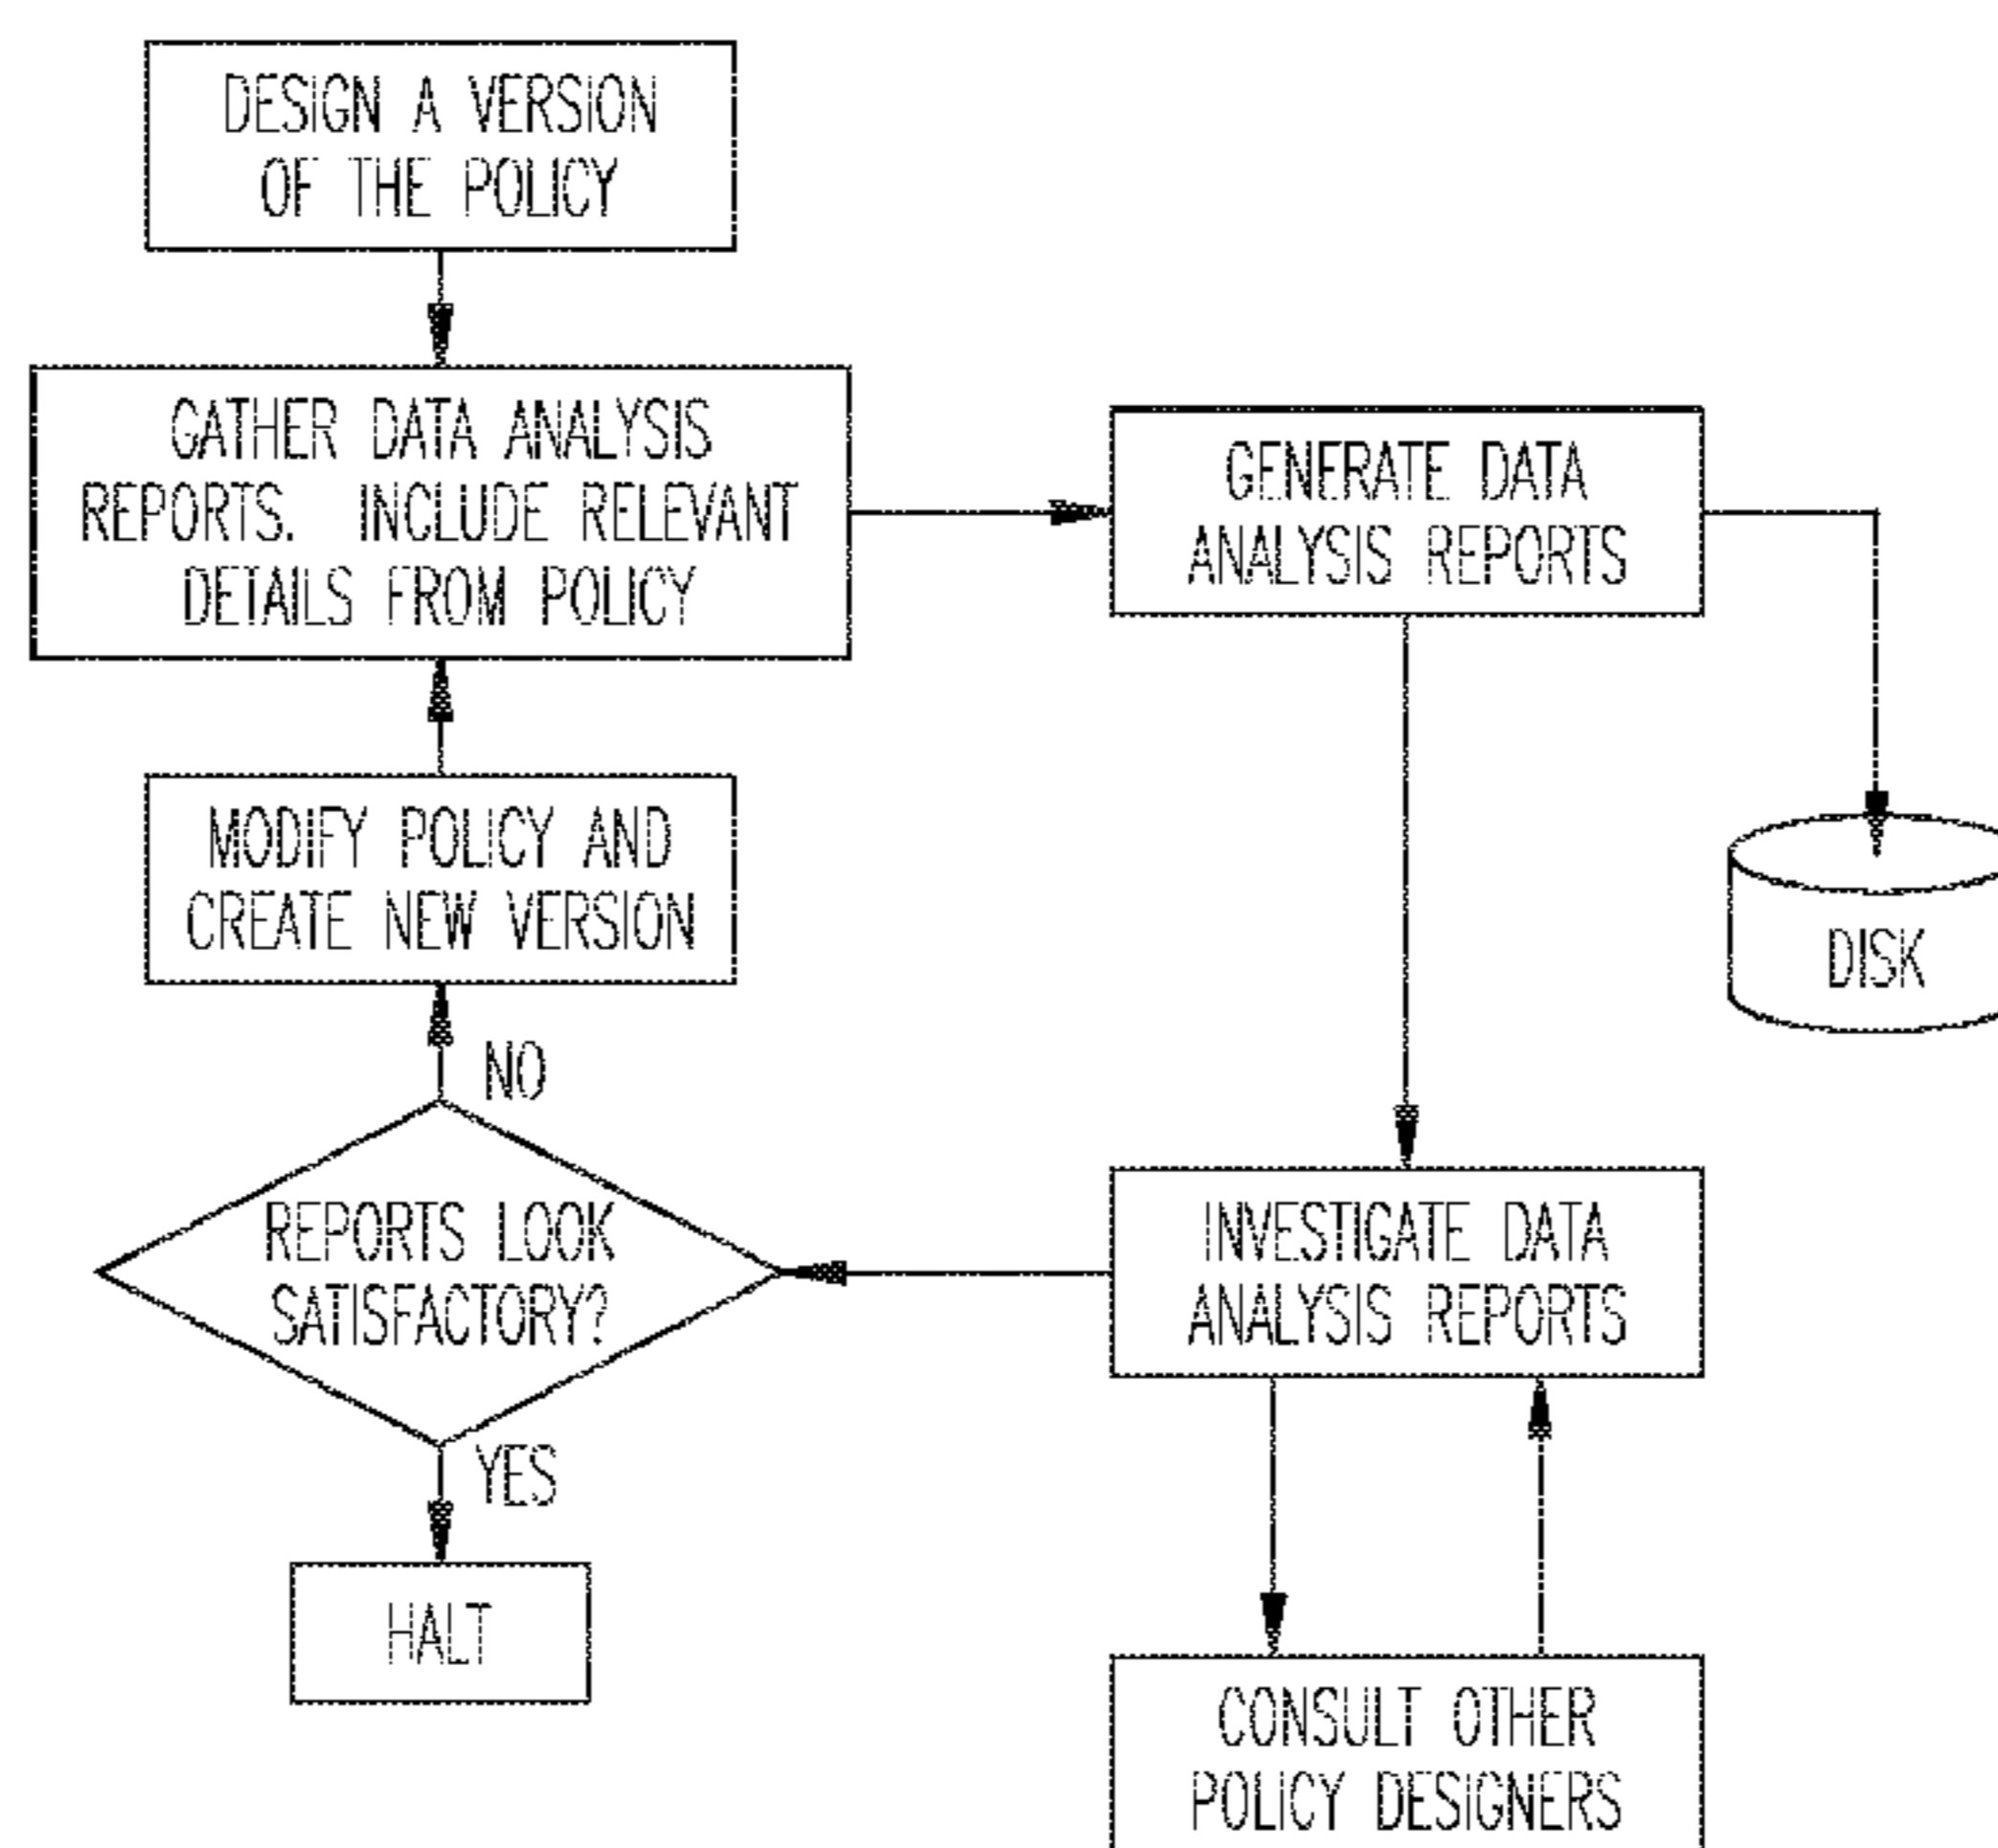 DESIGN A VERSION
OF THE POLICY
GATHER DATA ANALYSIS
REPORTS. INCLUDE RELEVANT
DETAILS FROM POLICY
GENERATE DATA
ANALYSIS REPORTS
MODIFY POLICY AND
CREATE NEW VERSION
DISK
NO
REPORTS LOOK
SATISFACTORY?
INVESTIGATE DATA
ANALYSIS REPORTS
YES
HALT
CONSULT OTHER
POLICY DESIGNERS